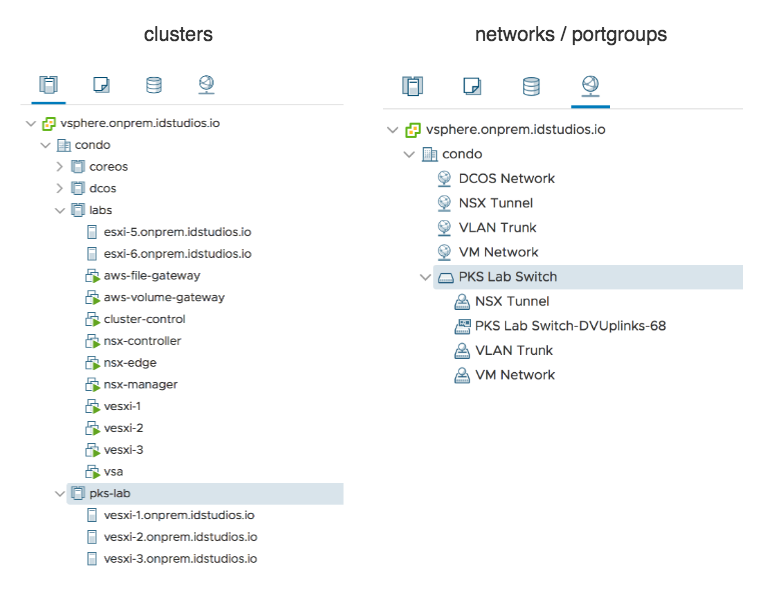 clusters
vsphere.onprem.idstudios.io
condo
coreos
dcos
labs
esxi-5.onprem.idstudios.io
esxi-6.onprem.idstudios.io
aws-file-gateway
aws-volume-gateway
cluster-control
nsx-controller
nsx-edge
nsx-manager
vesxi-1
vesxi-2
vesxi-3
vsa
pks-lab
vesxi-1.onprem.idstudios.io
vesxi-2.onprem.idstudios.io
vesxi-3.onprem.idstudios.io
networks / portgroups
vsphere.onprem.idstudios.io
condo
DCOS Network
NSX Tunnel
VLAN Trunk
VM Network
PKS Lab Switch
NSX Tunnel
PKS Lab Switch-DVUplinks-68
VLAN Trunk
VM Network